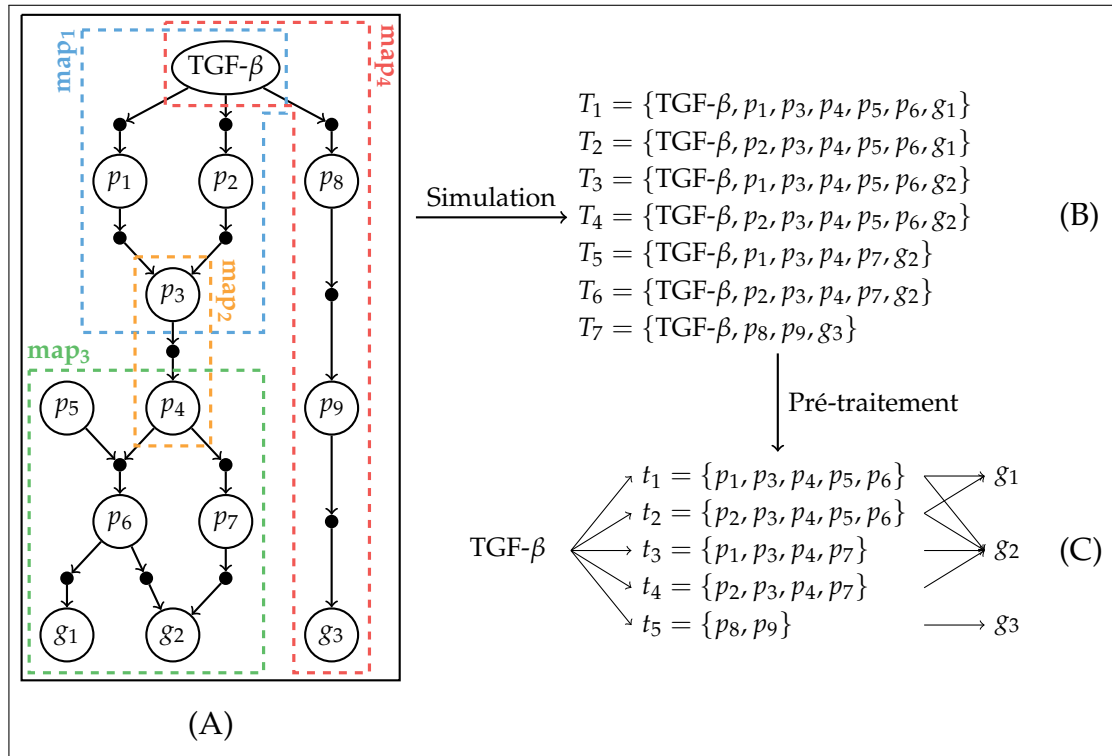 map₁
map₄
TGF-β
p₁
p₂
p₈
p₃
map₂
map₃
p₅
p₄
p₉
p₆
p₇
g₁
g₂
g₃
(A)
Simulation
T₁ = {TGF-β, p₁, p₃, p₄, p₅, p₆, g₁}
T₂ = {TGF-β, p₂, p₃, p₄, p₅, p₆, g₁}
T₃ = {TGF-β, p₁, p₃, p₄, p₅, p₆, g₂}
T₄ = {TGF-β, p₂, p₃, p₄, p₅, p₆, g₂}
T₅ = {TGF-β, p₁, p₃, p₄, p₇, g₂}
T₆ = {TGF-β, p₂, p₃, p₄, p₇, g₂}
T₇ = {TGF-β, p₈, p₉, g₃}
(B)
Pré-traitement
TGF-β
t₁ = {p₁, p₃, p₄, p₅, p₆}
t₂ = {p₂, p₃, p₄, p₅, p₆}
t₃ = {p₁, p₃, p₄, p₇}
t₄ = {p₂, p₃, p₄, p₇}
t₅ = {p₈, p₉}
g₁
g₂
g₃
(C)